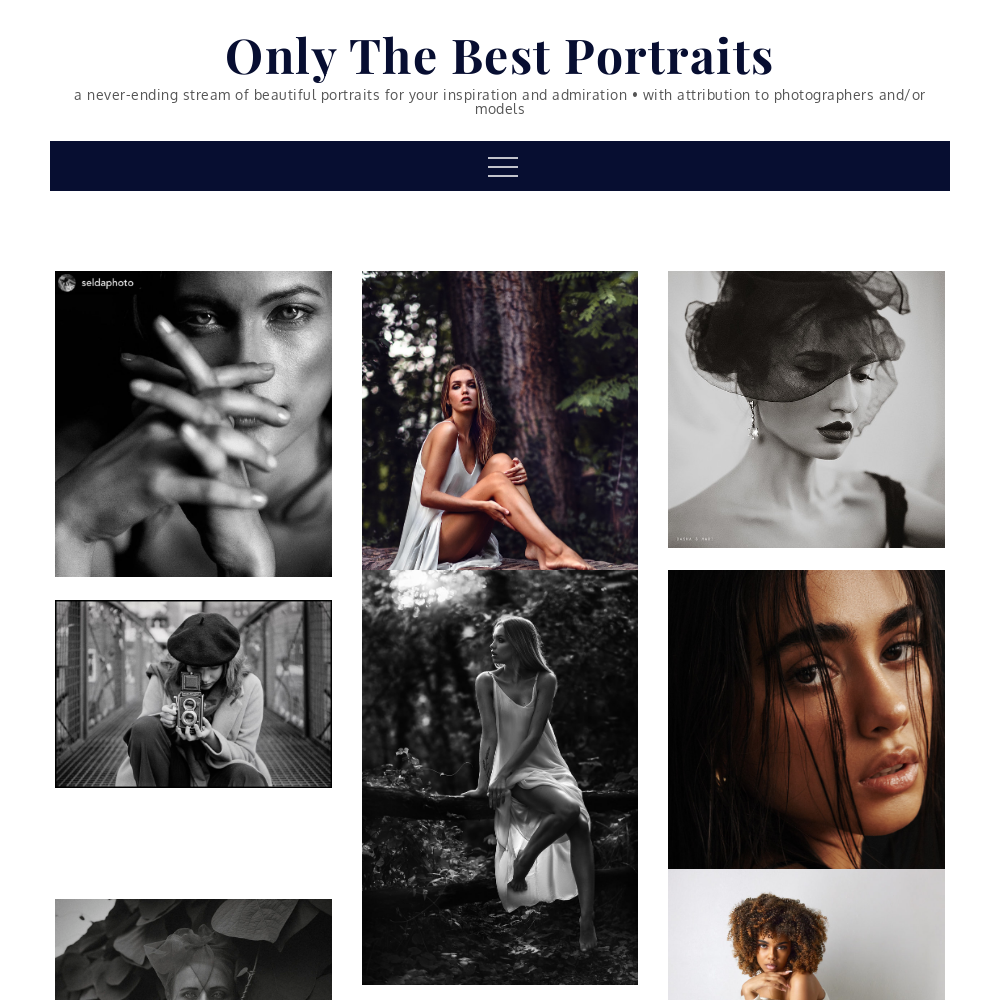 Only The Best Portraits
a never-ending stream of beautiful portraits for your inspiration and admiration • with attribution to photographers and/or
models
seldaphoto